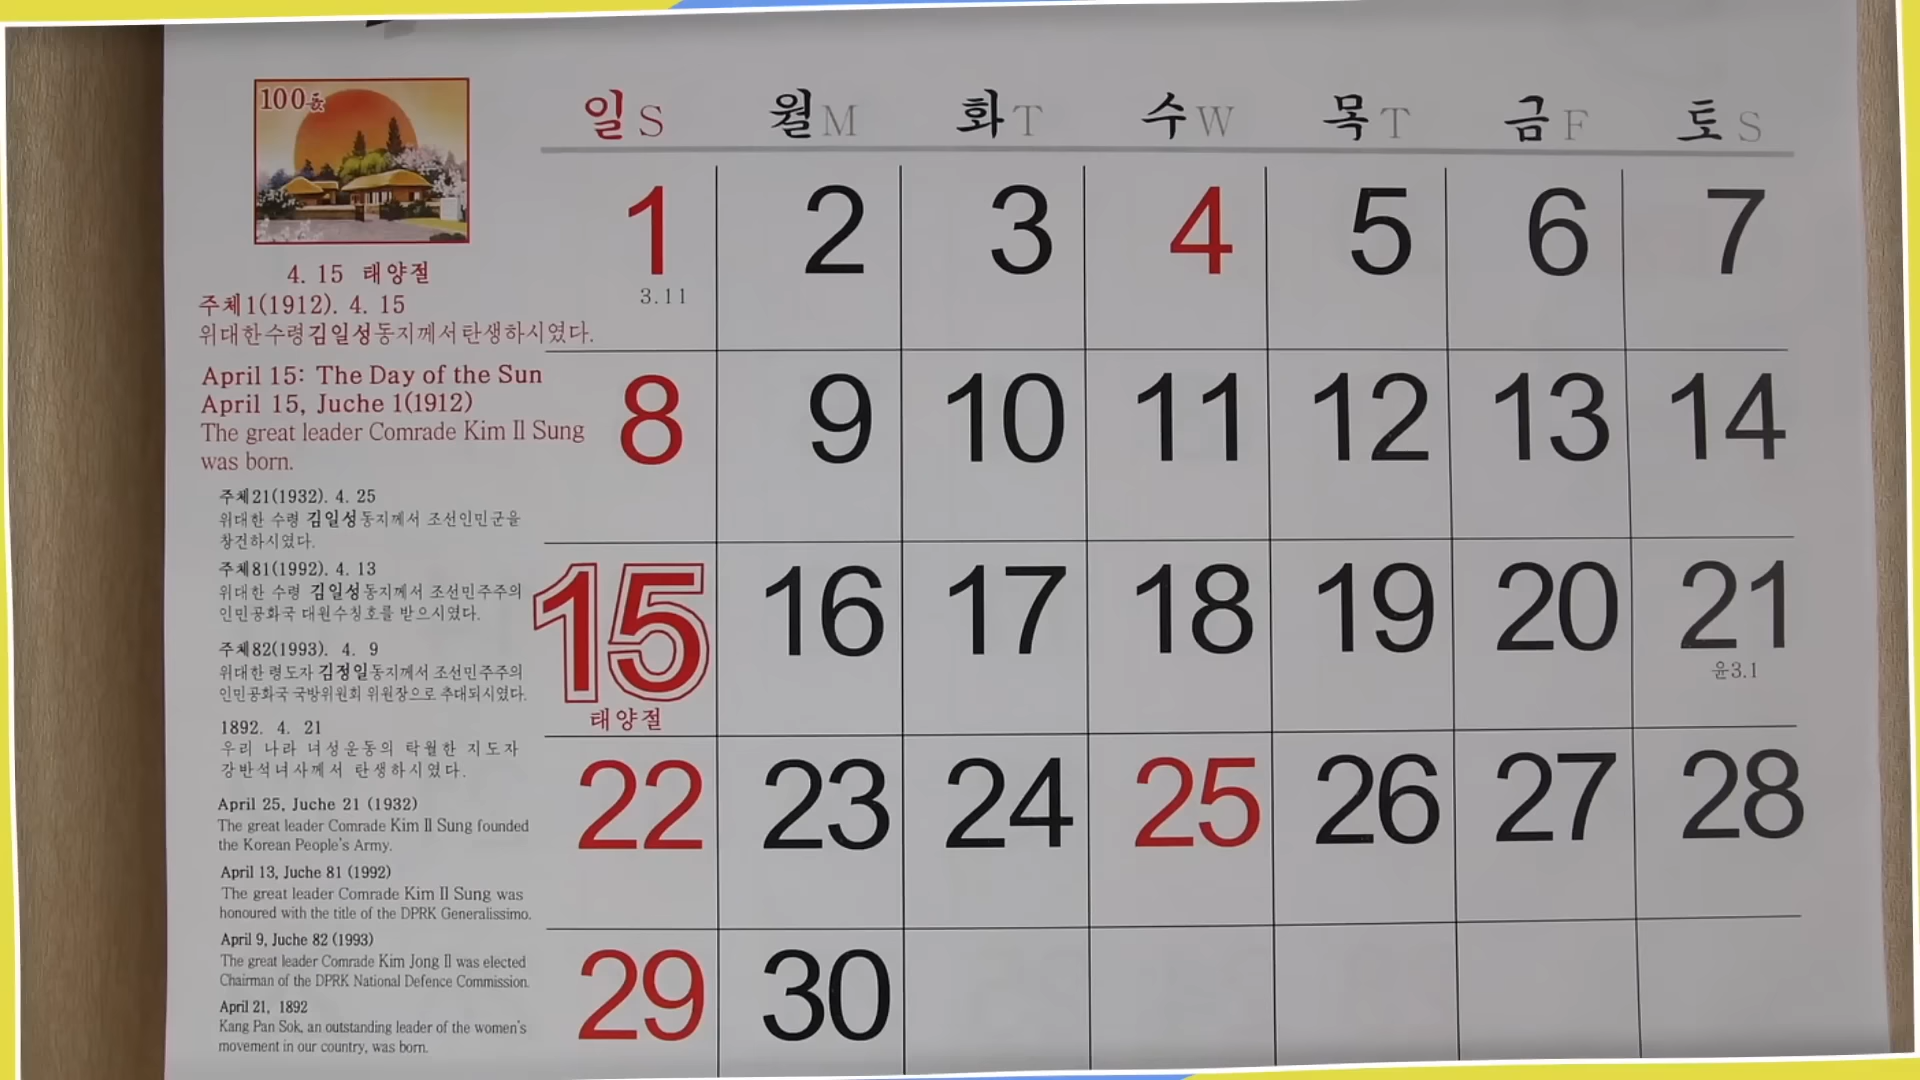 100돐
4. 15 태양절
주체1(1912). 4. 15
위대한수령김일성동지께서탄생하시였다.
April 15: The Day of the Sun
April 15, Juche 1(1912)
The great leader Comrade Kim Il Sung
was born.
주체21(1932). 4. 25
위대한 수령 김일성동지께서 조선인민군을
창건하시였다.
주체81(1992). 4. 13
위대한 수령 김일성동지께서 조선민주주의
인민공화국 대원수칭호를 받으시였다.
주체82(1993). 4. 9
위대한 령도자 김정일동지께서 조선민주주의
인민공화국 국방위원회 위원장으로 추대되시였다.
1892. 4. 21
우리 나라 녀성운동의 탁월한 지도자
강반석녀사께서 탄생하시였다.
April 25, Juche 21 (1932)
The great leader Comrade Kim Il Sung founded
the Korean People's Army.
April 13, Juche 81 (1992)
The great leader Comrade Kim Il Sung was
honoured with the title of the DPRK Generalissimo.
April 9, Juche 82 (1993)
The great leader Comrade Kim Jong Il was elected
Chairman of the DPRK National Defence Commission.
April 21, 1892
Kang Pan Sok, an outstanding leader of the women's
movement in our country, was born.
일 S 월 M 화 T 수 W 목 T 금 F 토 S
1 2 3 4 5 6 7
3.11
8 9 10 11 12 13 14
15 16 17 18 19 20 21
태양절 윤3.1
22 23 24 25 26 27 28
29 30